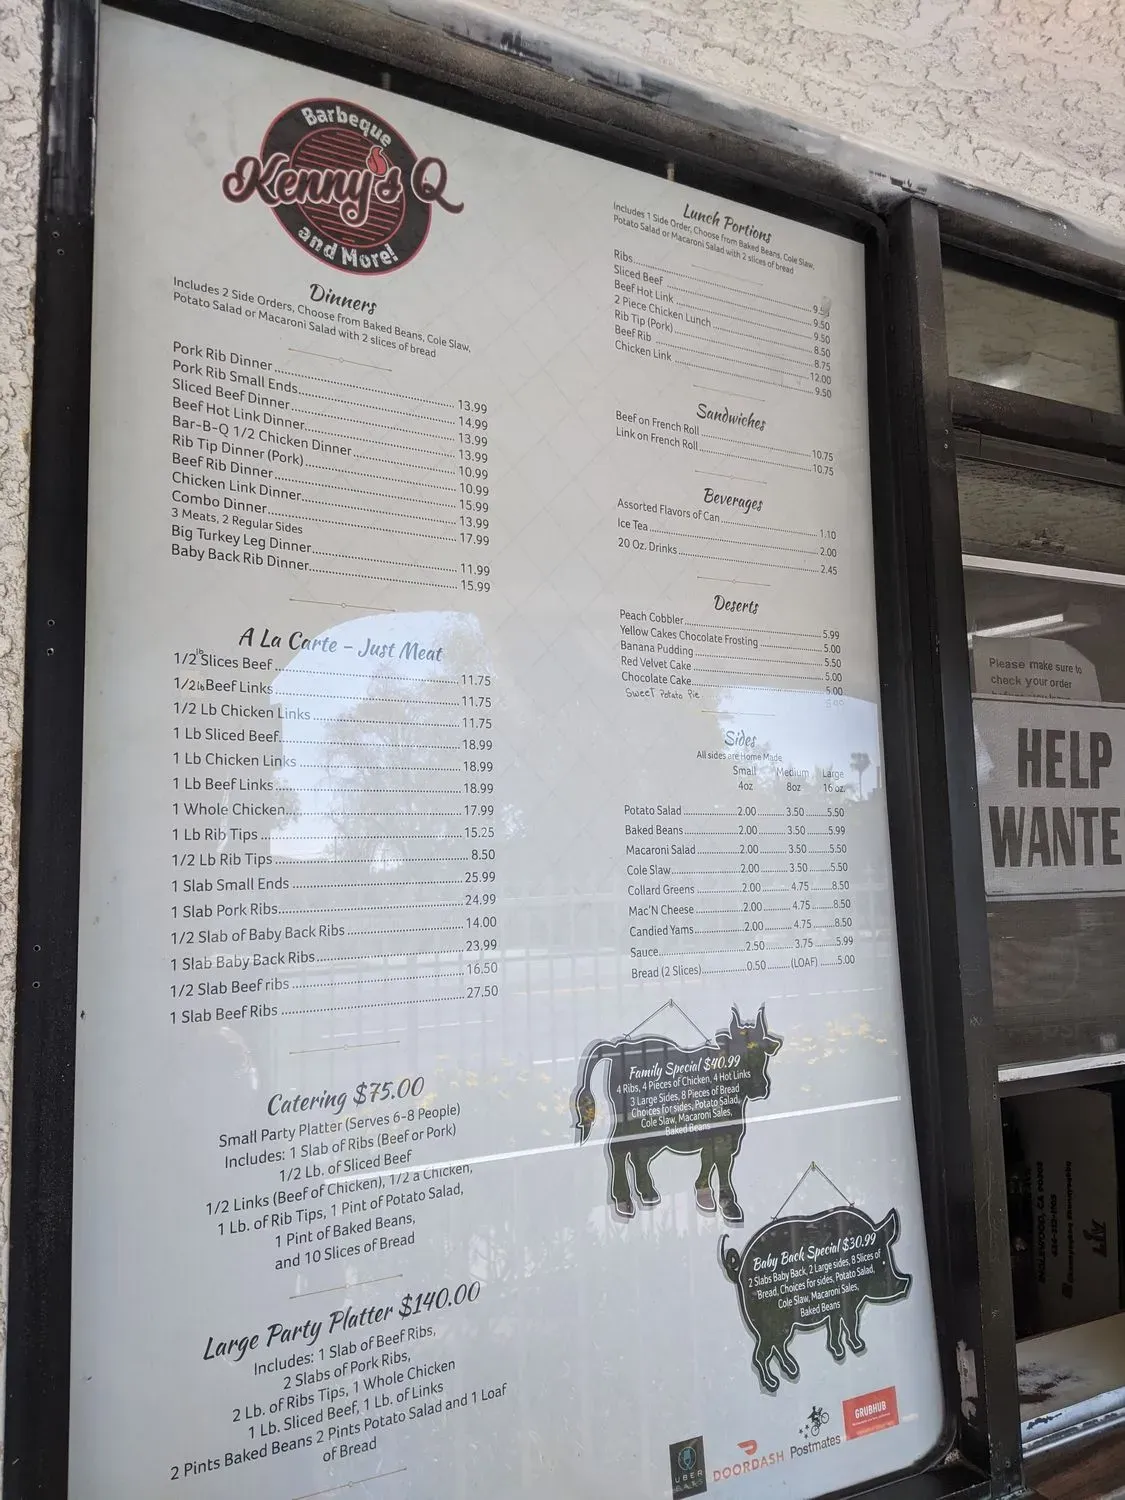 Barbeque
Kenny's Q
and More!
Dinners
Includes 2 Side Orders, Choose from Baked Beans, Cole Slaw,
Potato Salad or Macaroni Salad with 2 slices of bread
Pork Rib Dinner 13.99
Pork Rib Small Ends 14.99
Sliced Beef Dinner 13.99
Beef Hot Link Dinner 13.99
Bar-B-Q 1/2 Chicken Dinner 10.99
Rib Tip Dinner (Pork) 10.99
Beef Rib Dinner 15.99
Chicken Link Dinner 13.99
Combo Dinner 17.99
3 Meats, 2 Regular Sides
Big Turkey Leg Dinner 11.99
Baby Back Rib Dinner 15.99
A La Carte - Just Meat
1/2 lb Slices Beef 11.75
1/2 lb Beef Links 11.75
1/2 Lb Chicken Links 11.75
1 Lb Sliced Beef 18.99
1 Lb Chicken Links 18.99
1 Lb Beef Links 18.99
1 Whole Chicken 17.99
1 Lb Rib Tips 15.25
1/2 Lb Rib Tips 8.50
1 Slab Small Ends 25.99
1 Slab Pork Ribs 24.99
1/2 Slab of Baby Back Ribs 14.00
1 Slab Baby Back Ribs 23.99
1/2 Slab Beef ribs 16.50
1 Slab Beef Ribs 27.50
Catering $75.00
Small Party Platter (Serves 6-8 People)
Includes: 1 Slab of Ribs (Beef or Pork)
1/2 Lb. of Sliced Beef
1/2 Links (Beef of Chicken), 1/2 a Chicken,
1 Lb. of Rib Tips, 1 Pint of Potato Salad,
1 Pint of Baked Beans,
and 10 Slices of Bread
Large Party Platter $140.00
Includes: 1 Slab of Beef Ribs,
2 Slabs of Pork Ribs,
2 Lb. of Ribs Tips, 1 Whole Chicken
1 Lb. Sliced Beef, 1 Lb. of Links
2 Pints Baked Beans 2 Pints Potato Salad and 1 Loaf
of Bread
Lunch Portions
Includes 1 Side Order, Choose from Baked Beans, Cole Slaw,
Potato Salad or Macaroni Salad with 2 slices of bread
Ribs
Sliced Beef 9.50
Beef Hot Link 9.50
2 Piece Chicken Lunch 8.50
Rib Tip (Pork) 8.75
Beef Rib 12.00
Chicken Link 9.50
Sandwiches
Beef on French Roll 10.75
Link on French Roll 10.75
Beverages
Assorted Flavors of Can 1.10
Ice Tea 2.00
20 Oz. Drinks 2.45
Deserts
Peach Cobbler 5.99
Yellow Cakes Chocolate Frosting 5.00
Banana Pudding 5.50
Red Velvet Cake 5.00
Chocolate Cake 5.00
Sweet Potato Pie 5.00
Sides
All sides are Home Made
Small Medium Large
4oz 8oz 16 oz.
Potato Salad 2.00 3.50 5.50
Baked Beans 2.00 3.50 5.99
Macaroni Salad 2.00 3.50 5.50
Cole Slaw 2.00 3.50 5.50
Collard Greens 2.00 4.75 8.50
Mac'N Cheese 2.00 4.75 8.50
Candied Yams 2.00 4.75 8.50
Sauce 2.50 3.75 5.99
Bread (2 Slices) 0.50 (LOAF) 5.00
Family Special $40.99
4 Ribs, 4 Pieces of Chicken, 4 Hot Links
3 Large Sides, 8 Pieces of Bread
Choices for sides, Potato Salad,
Cole Slaw, Macaroni Sales,
Baked Beans
Baby Back Special $30.99
2 Slabs Baby Back, 2 Large sides, 8 Slices of
Bread, Choices for sides, Potato Salad,
Cole Slaw, Macaroni Sales,
Baked Beans
UBER
EATS
DOORDASH
Postmates
GRUBHUB
Please make sure to
check your order
HELP
WANTE